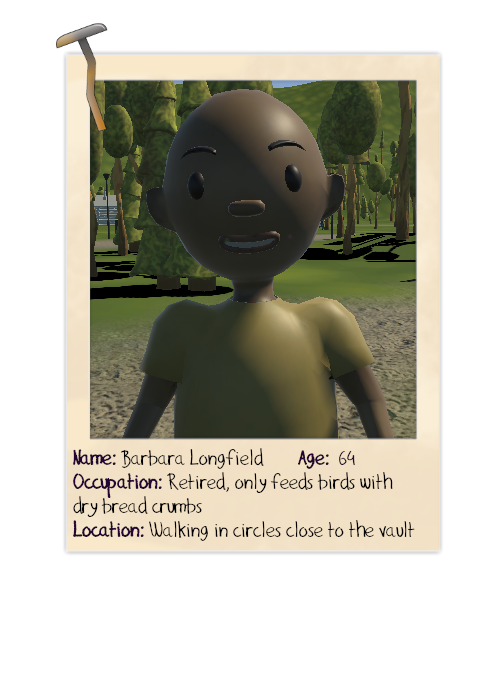 Name: Barbara Longfield Age: 64
Occupation: Retired, only feeds birds with
dry bread crumbs
Location: Walking in circles close to the vault